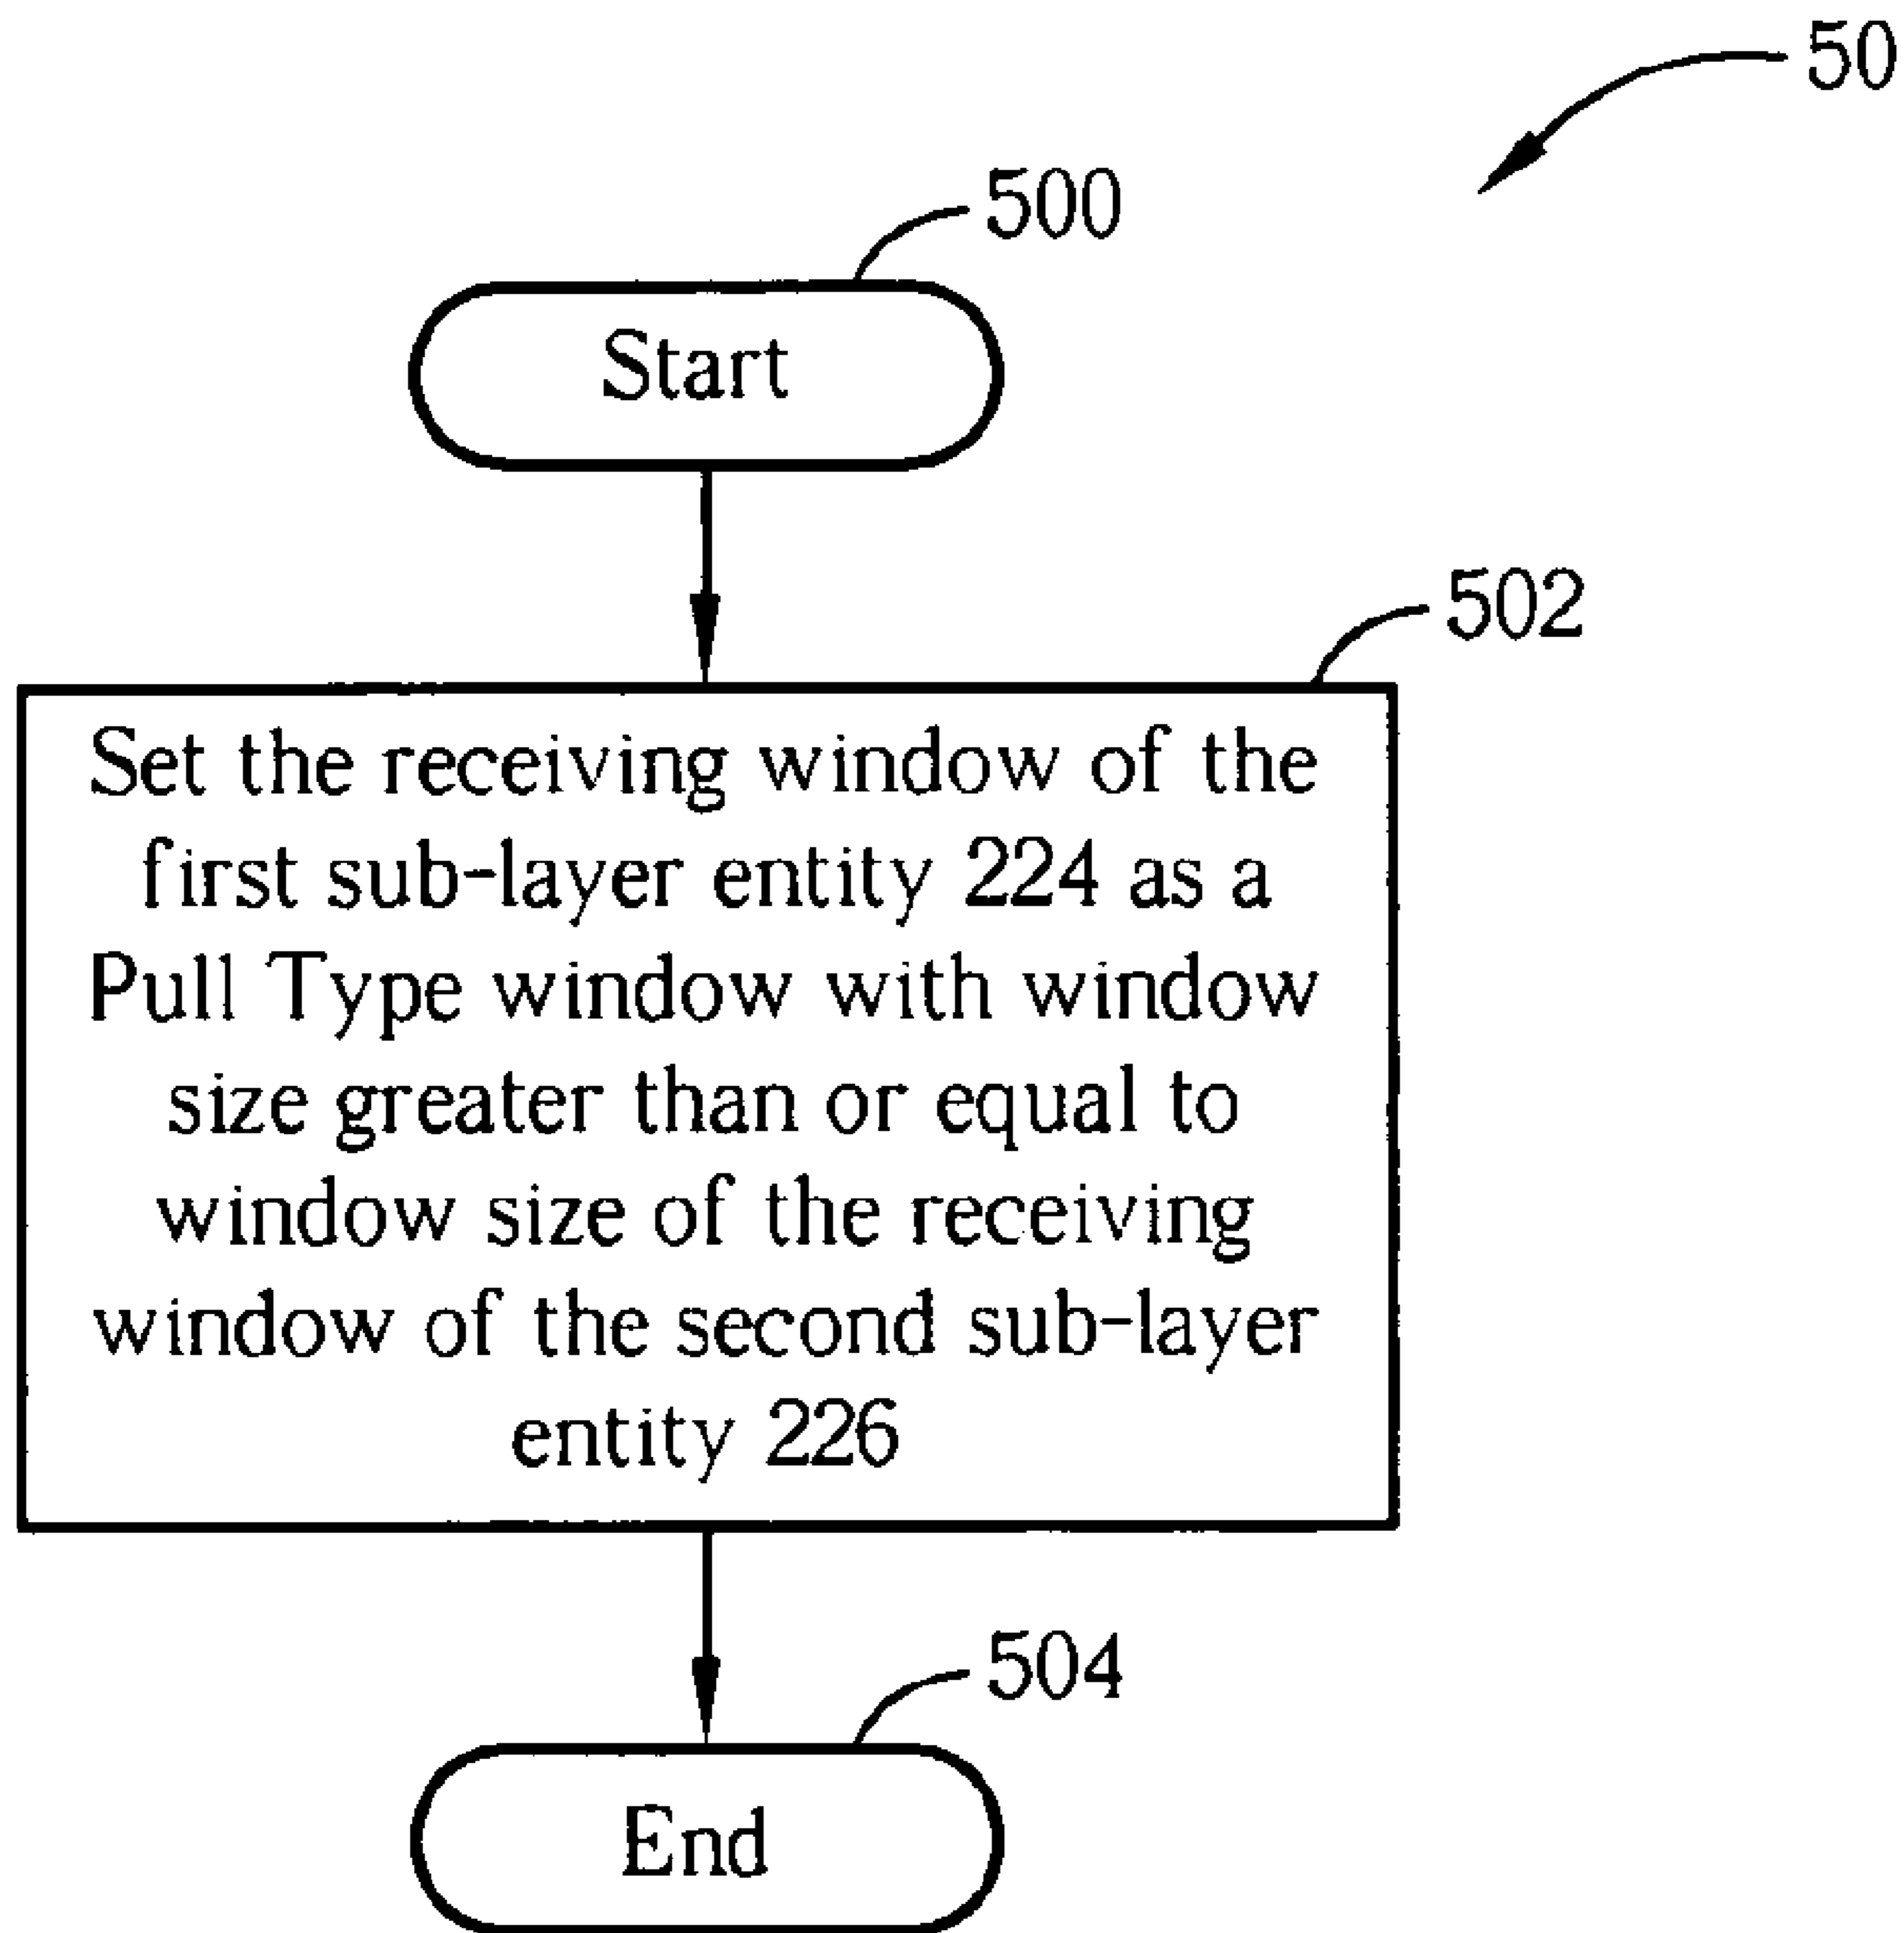 50
500
Start
502
Set the receiving window of the
first sub-layer entity 224 as a
Pull Type window with window
size greater than or equal to
window size of the receiving
window of the second sub-layer
entity 226
504
End